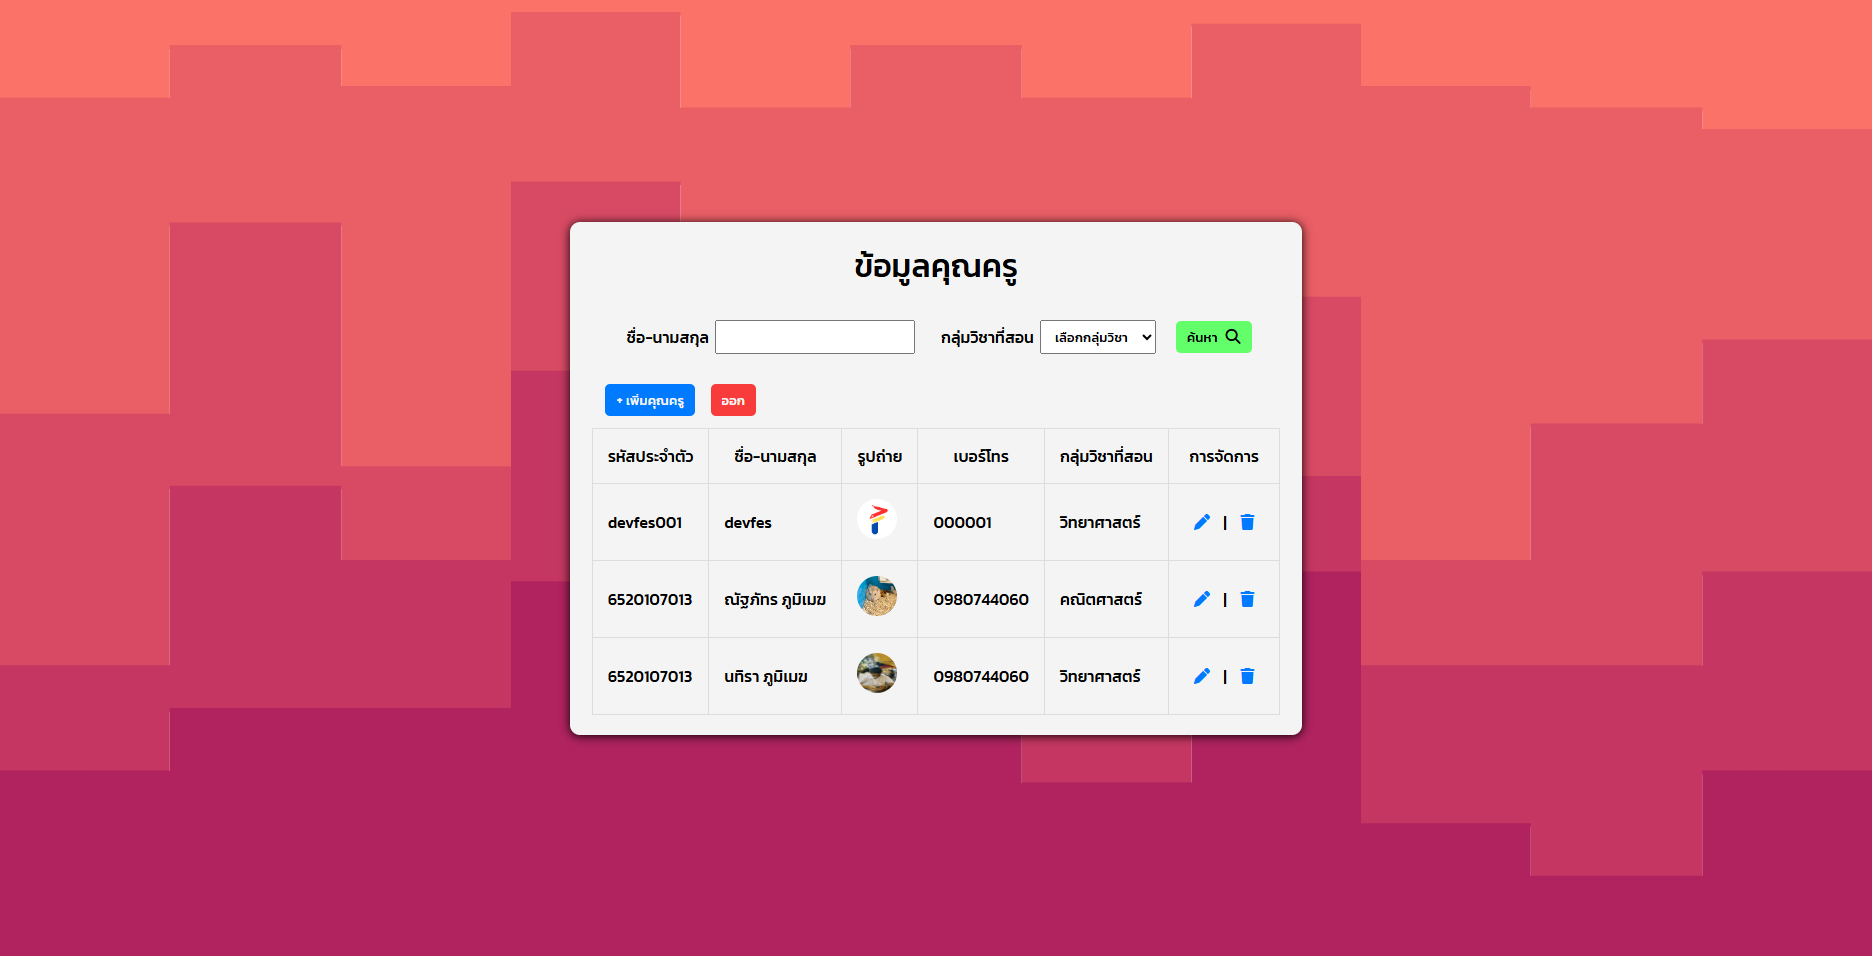 ข้อมูลคุณครู
ชื่อ-นามสกุล กลุ่มวิชาที่สอน เลือกกลุ่มวิชา ค้นหา
+ เพิ่มคุณครู ออก
รหัสประจำตัว ชื่อ-นามสกุล รูปถ่าย เบอร์โทร กลุ่มวิชาที่สอน การจัดการ
devfes001 devfes 000001 วิทยาศาสตร์ |
6520107013 ณัฐภัทร ภูมิเมฆ 0980744060 คณิตศาสตร์ |
6520107013 นทิรา ภูมิเมฆ 0980744060 วิทยาศาสตร์ |